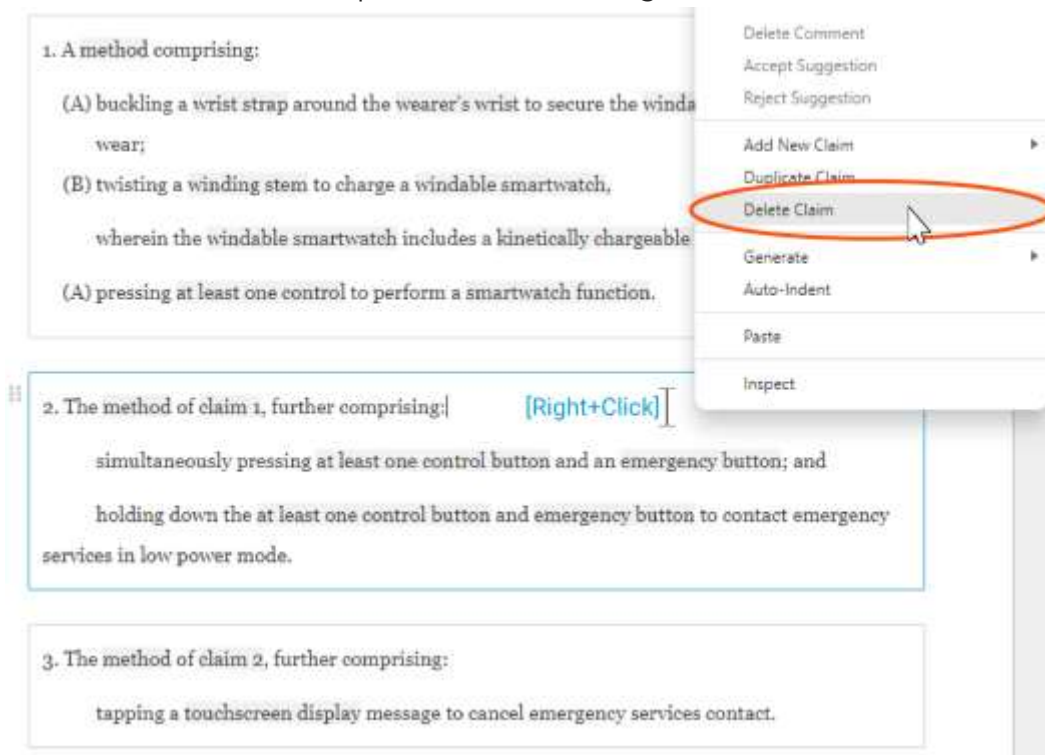 1. A method comprising:
(A) buckling a wrist strap around the wearer's wrist to secure the
wear;
(B) twisting a winding stem to charge a windable smartwatch,
wherein the windable smartwatch includes a kinetically chargeable
(A) pressing at least one control to perform a smartwatch function.
Delete Comment
Accept Suggestion
Reject Suggestion
Add New Claim
Duplicate Claim
Delete Claim
Generate
Auto-Indent
Paste
Inspect
2. The method of claim 1, further comprising:
[Right+Click]
simultaneously pressing at least one control button and an emergency button; and
holding down the at least one control button and emergency button to contact emergency
services in low power mode.
3. The method of claim 2, further comprising:
tapping a touchscreen display message to cancel emergency services contact.